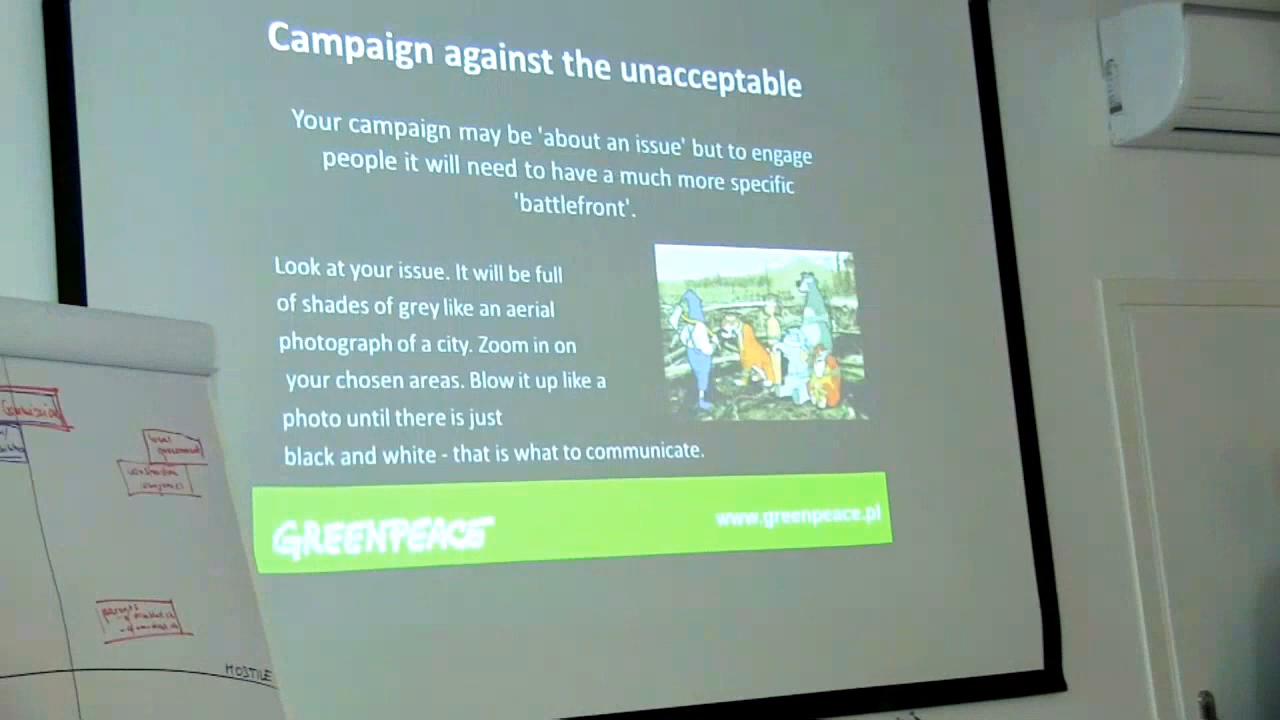 Campaign against the unacceptable
Your campaign may be 'about an issue' but to engage
people it will need to have a much more specific
'battlefront'.
Look at your issue. It will be full
of shades of grey like an aerial
photograph of a city. Zoom in on
your chosen areas. Blow it up like a
photo until there is just
black and white - that is what to communicate.
GREENPEACE
www.greenpeace.pl
local
government
construction
HOSTILE